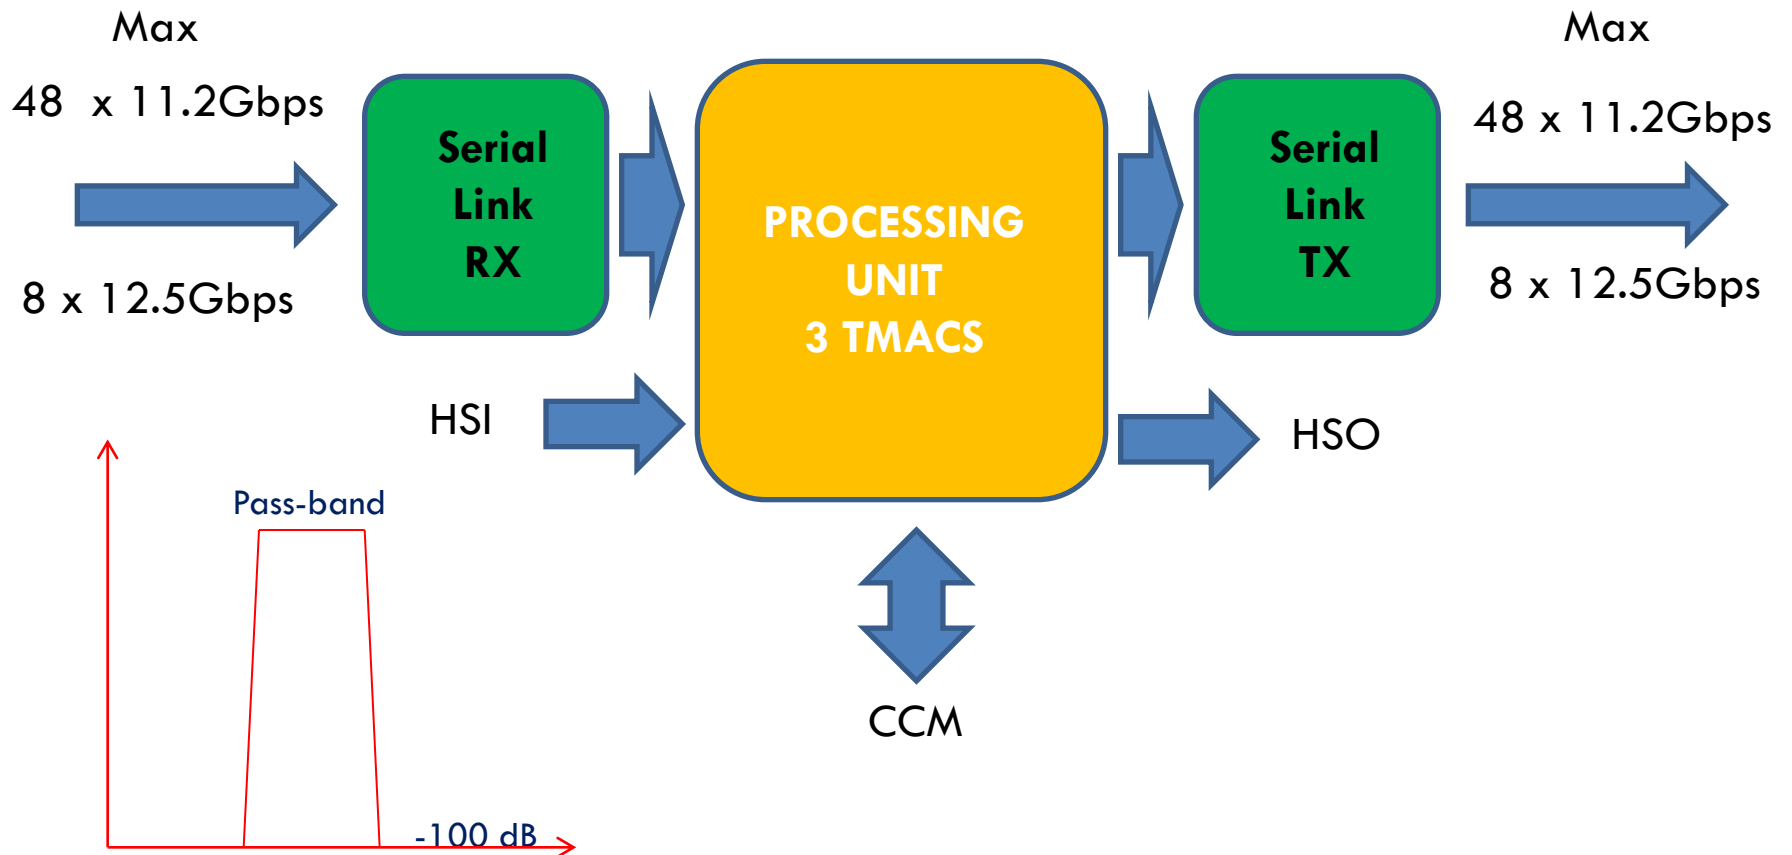 Max
48 x 11.2Gbps
8 x 12.5Gbps
Serial
Link
RX
PROCESSING
UNIT
3 TMACS
Serial
Link
TX
Max
48 x 11.2Gbps
8 x 12.5Gbps
HSI
HSO
CCM
Pass-band
-100 dB